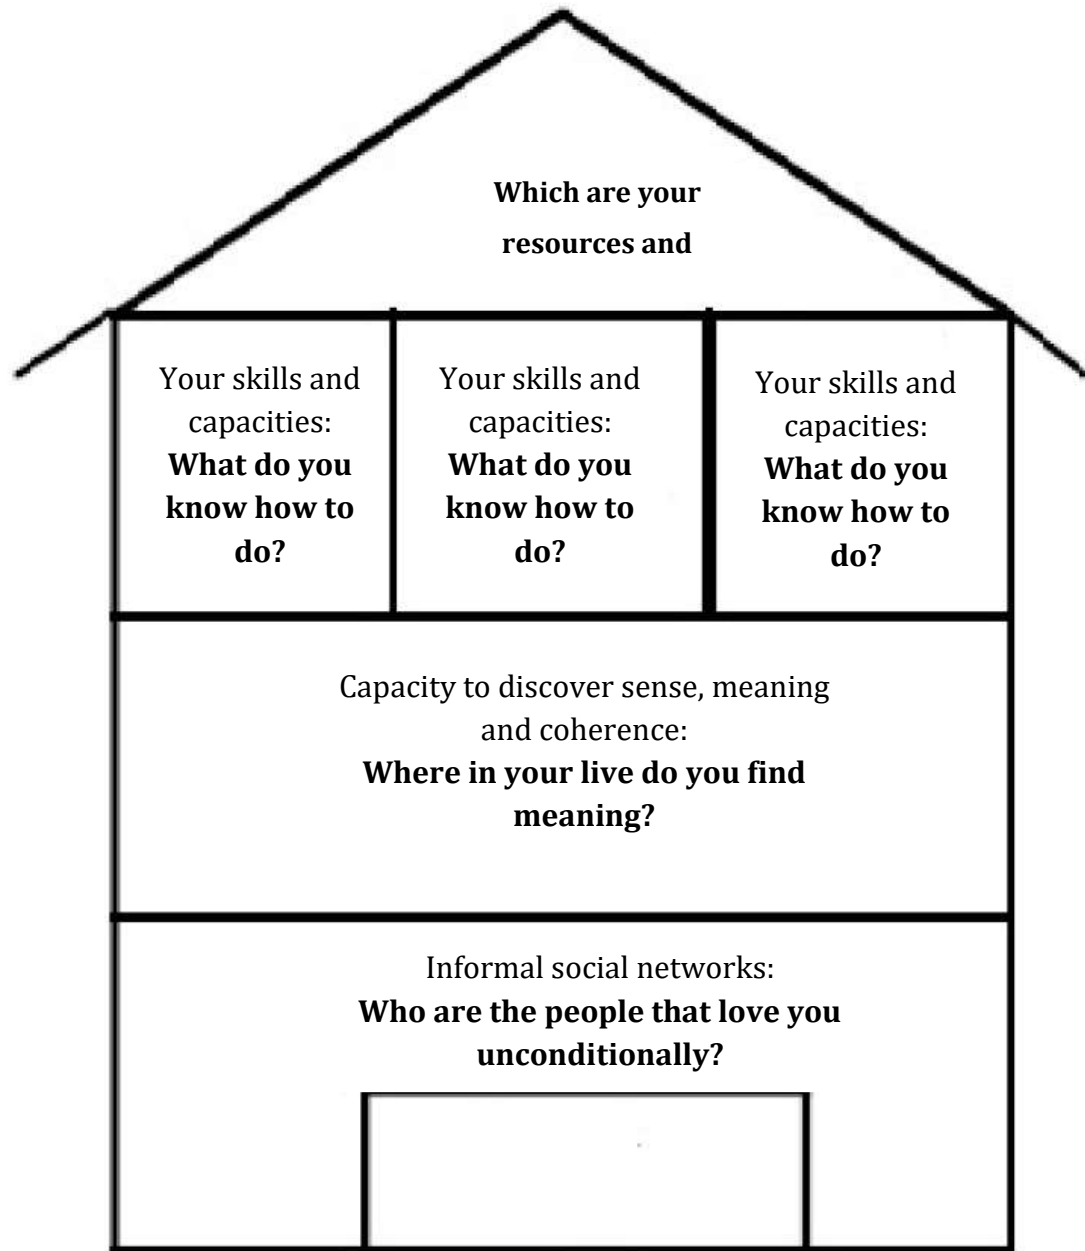 Which are your
resources and
Your skills and
capacities:
What do you
know how to
do?
Your skills and
capacities:
What do you
know how to
do?
Your skills and
capacities:
What do you
know how to
do?
Capacity to discover sense, meaning
and coherence:
Where in your live do you find
meaning?
Informal social networks:
Who are the people that love you
unconditionally?